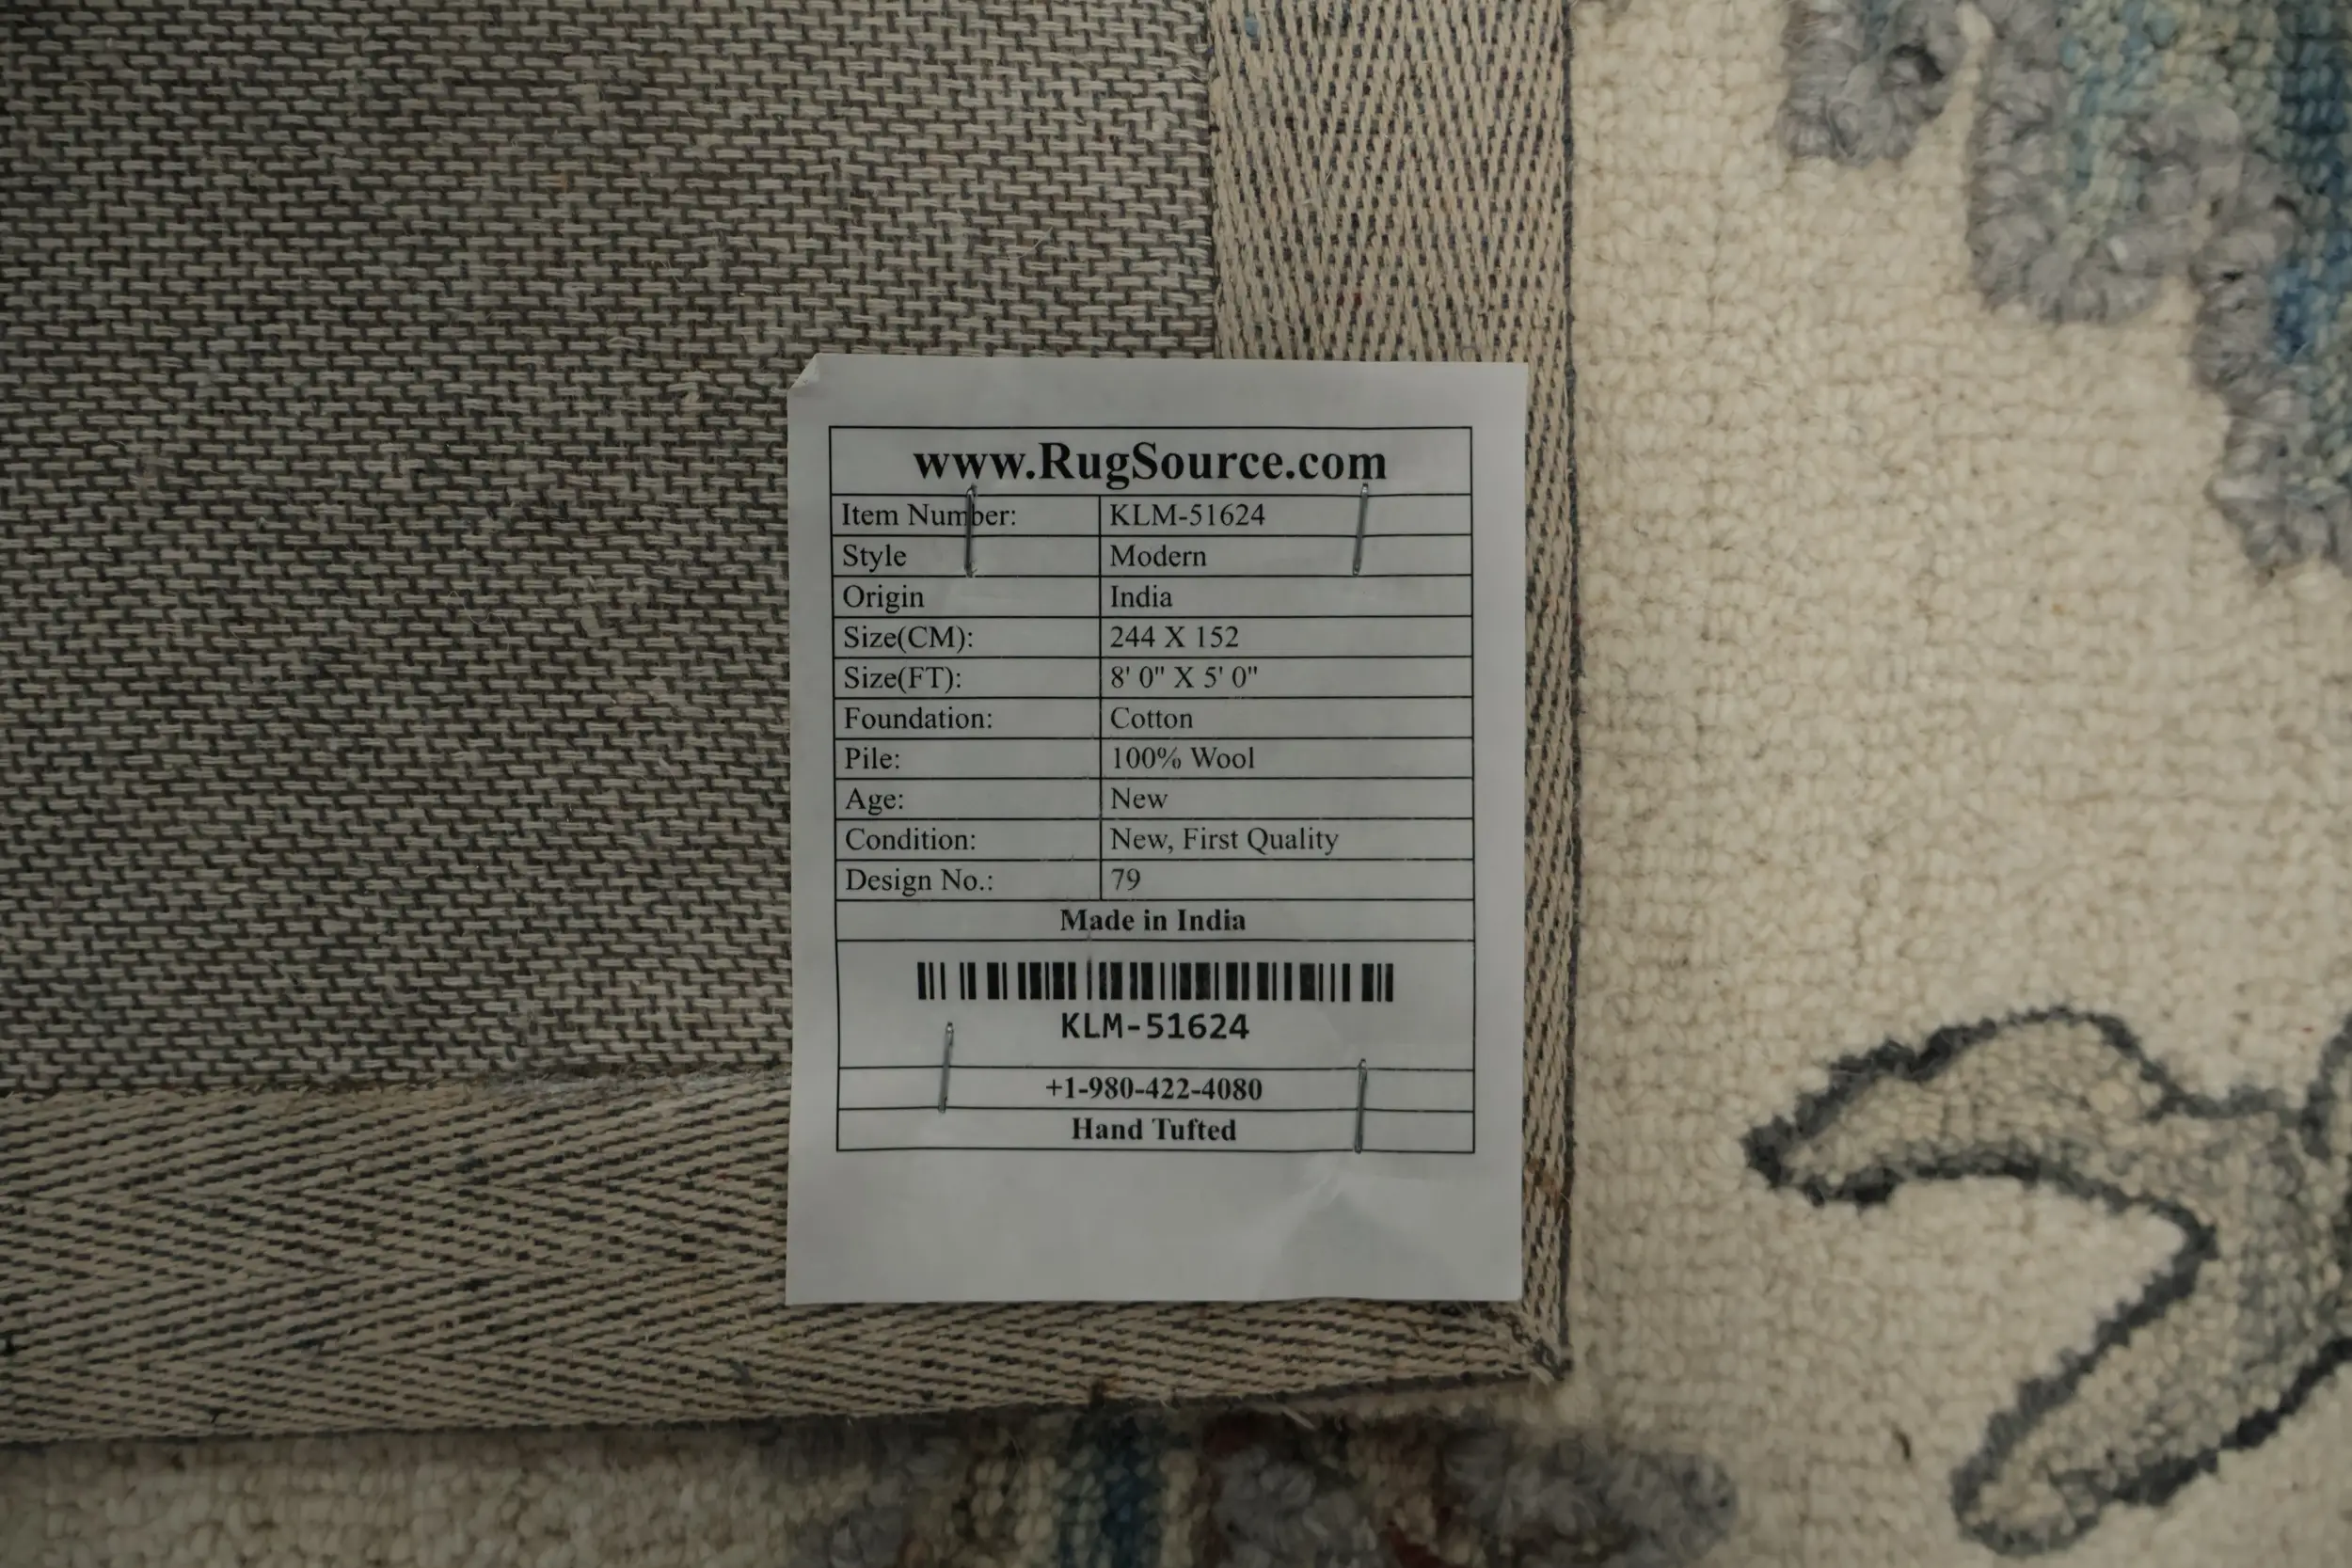 www.RugSource.com
Item Number: KLM-51624
Style Modern
Origin India
Size(CM): 244 X 152
Size(FT): 8' 0" X 5' 0"
Foundation: Cotton
Pile: 100% Wool
Age: New
Condition: New, First Quality
Design No.: 79
Made in India
KLM-51624
+1-980-422-4080
Hand Tufted